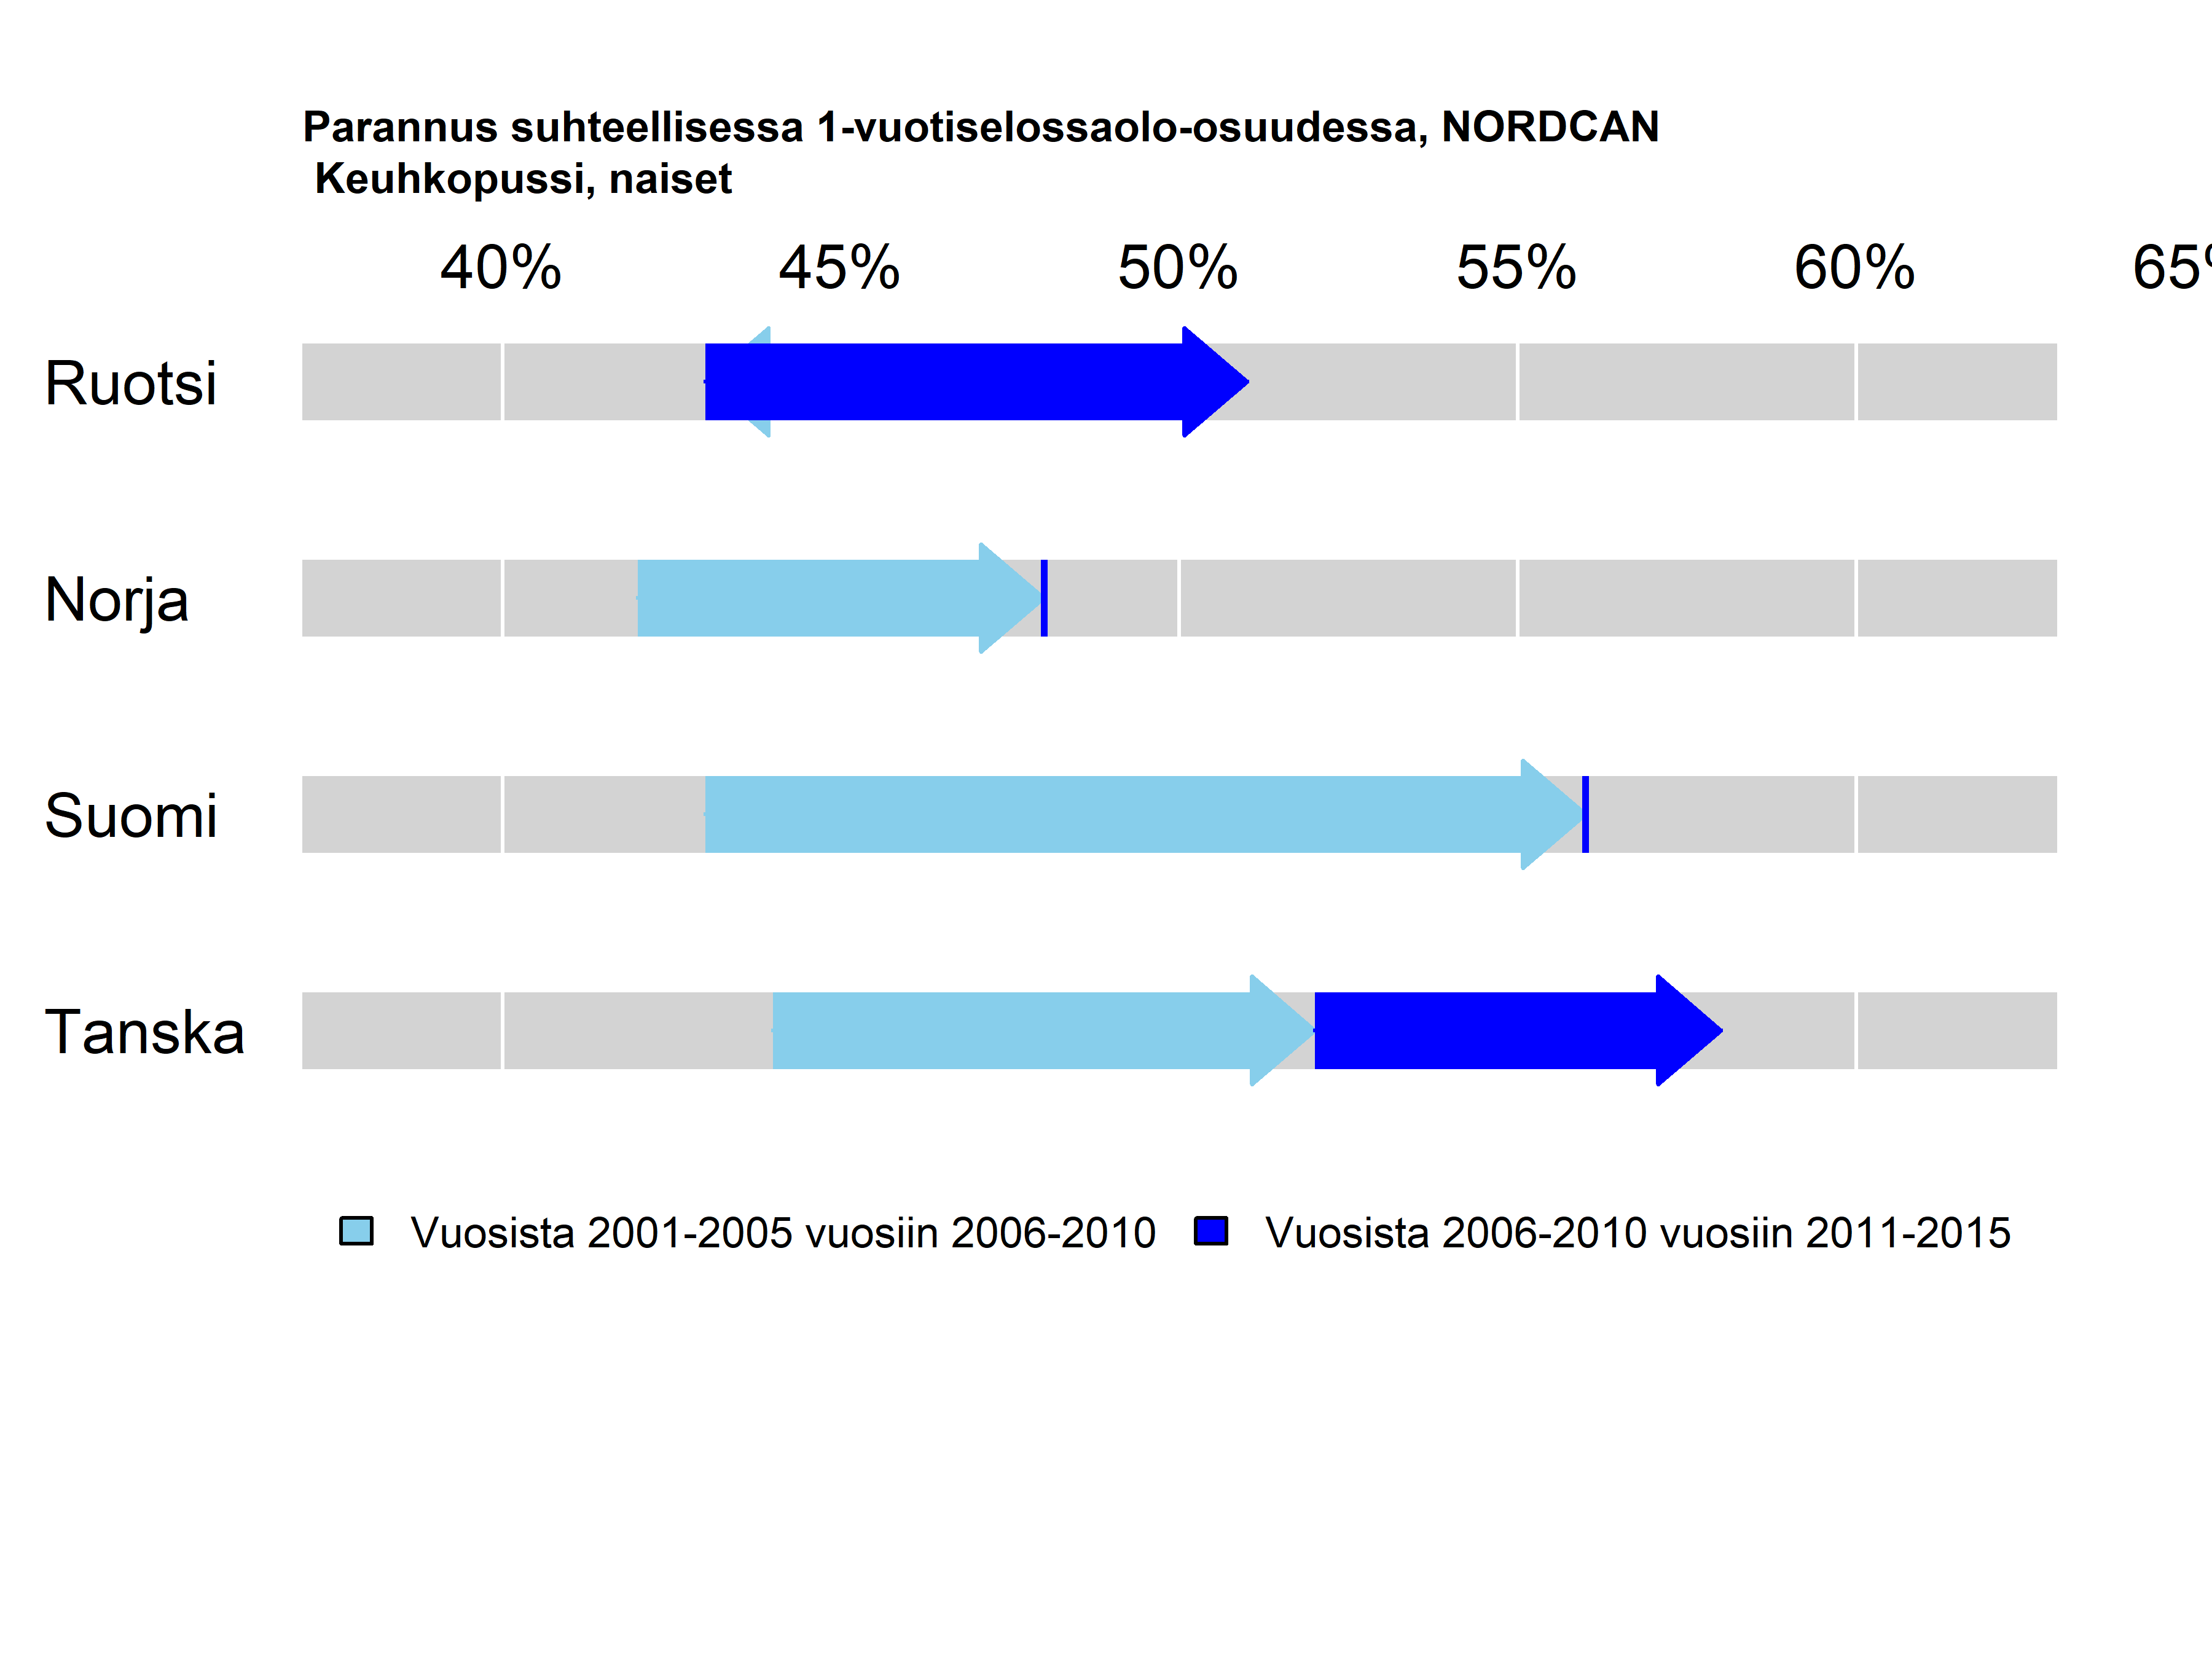 Parannus suhteellisessa 1-vuotiselossaolo-osuudessa, NORDCAN
Keuhkopussi, naiset
40% 45% 50% 55% 60% 65%
Ruotsi
Norja
Suomi
Tanska
Vuosista 2001-2005 vuosiin 2006-2010 Vuosista 2006-2010 vuosiin 2011-2015